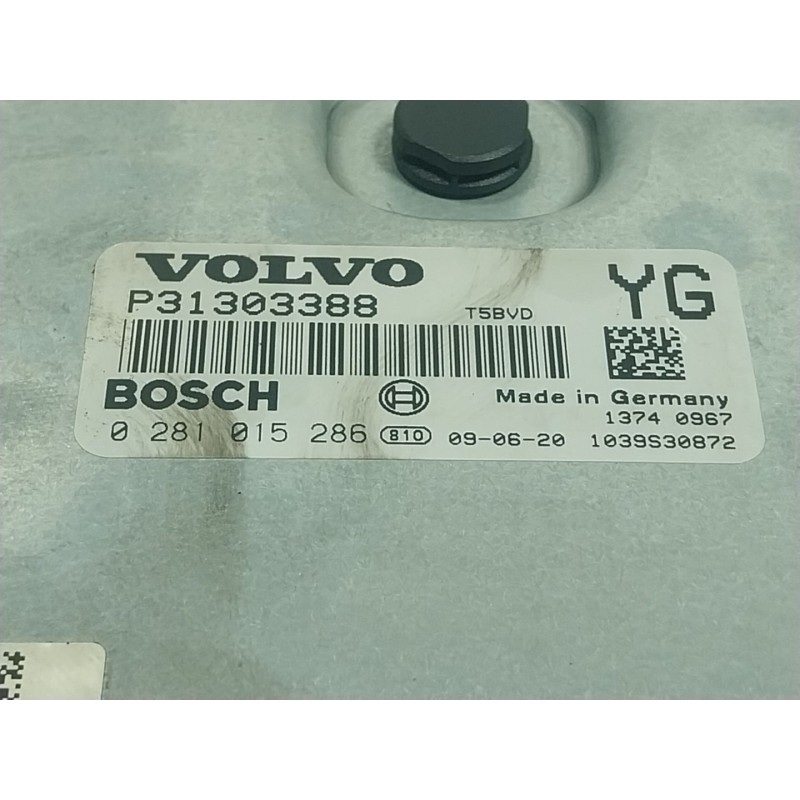 VOLVO
YG
P31303388
T5BVD
BOSCH
Made in Germany
1374 0967
0 281 015 286 810 09-06-20 1039S30872